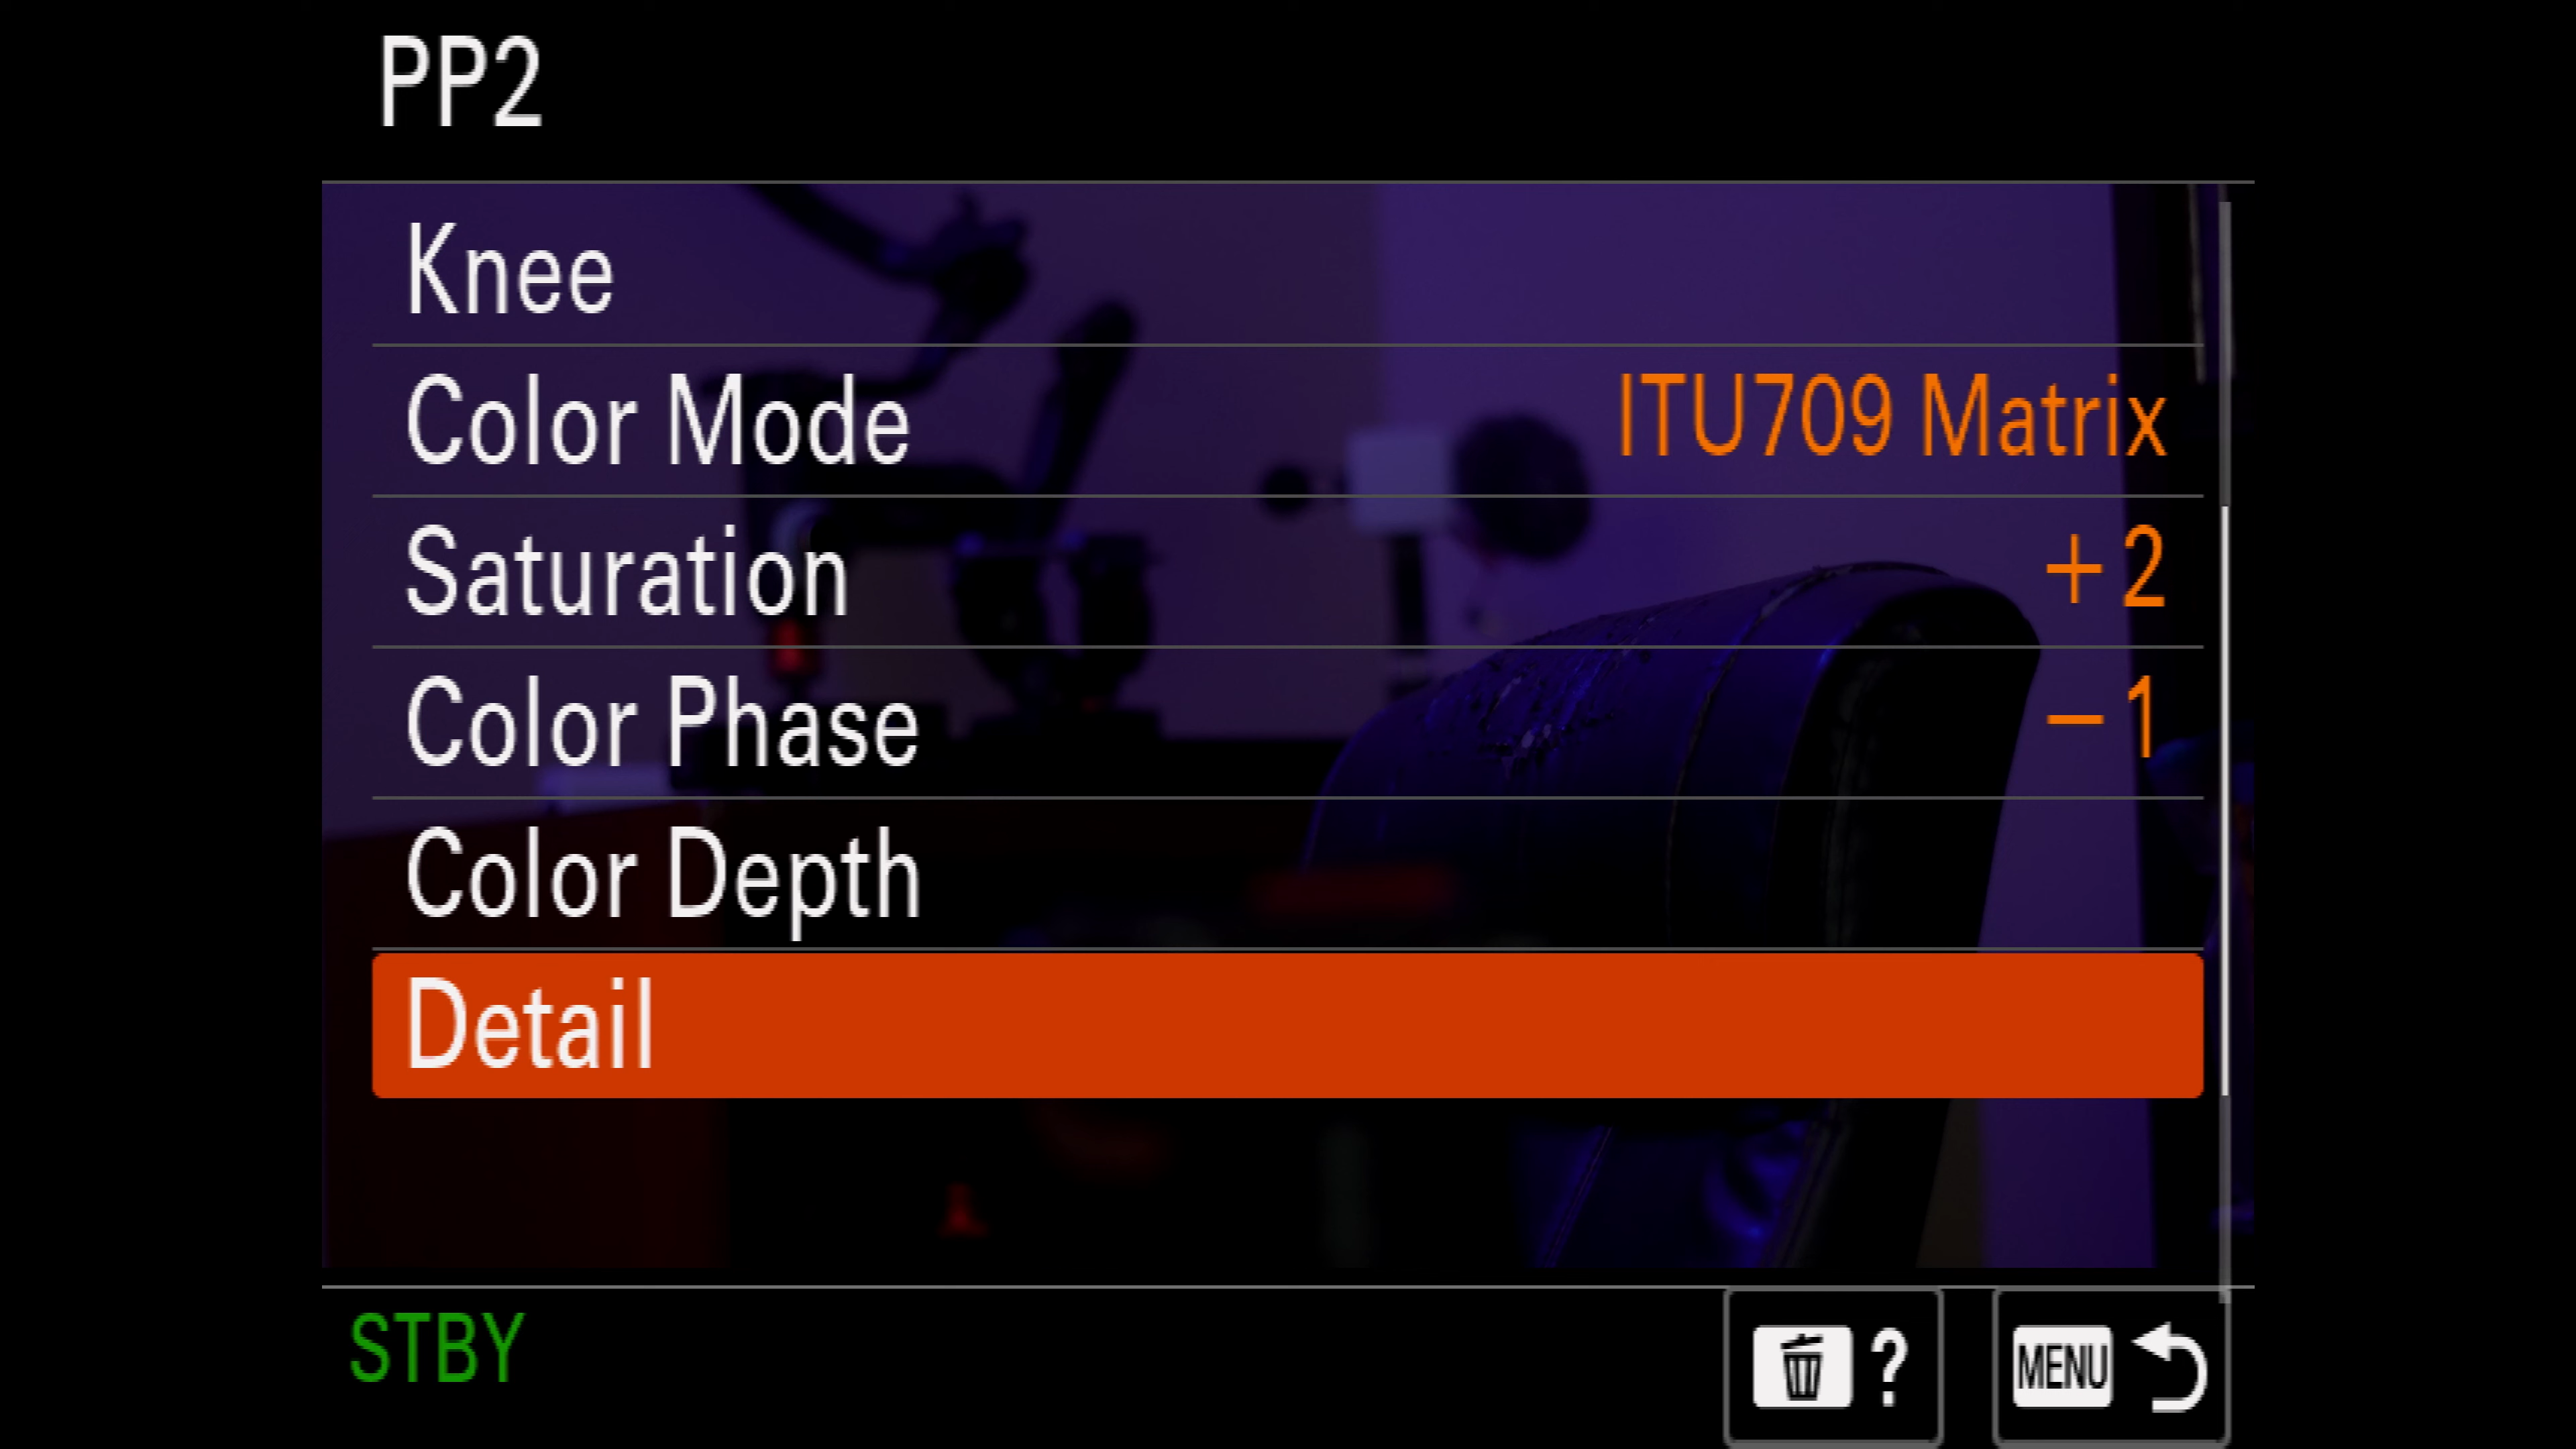 PP2
Knee
Color Mode ITU709 Matrix
Saturation +2
Color Phase −1
Color Depth
Detail
STBY ? MENU